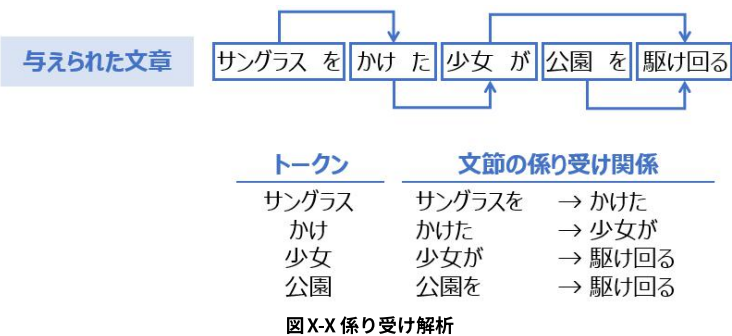 与えられた文章 サングラス を かけ た 少女 が 公園 を 駆け回る
トークン 文節の係り受け関係
サングラス サングラスを → かけた
かけ かけた → 少女が
少女 少女が → 駆け回る
公園 公園を → 駆け回る
図X-X 係り受け解析